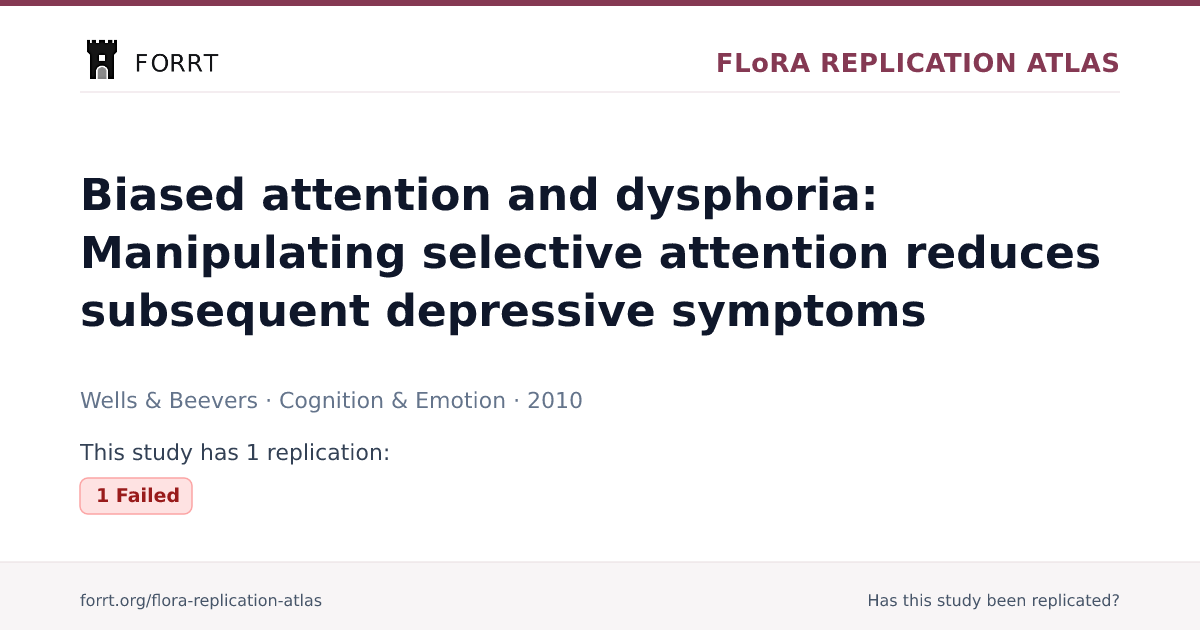 FORRT
FLoRA REPLICATION ATLAS
Biased attention and dysphoria:
Manipulating selective attention reduces
subsequent depressive symptoms
Wells & Beevers · Cognition & Emotion · 2010
This study has 1 replication:
1 Failed
forrt.org/flora-replication-atlas
Has this study been replicated?